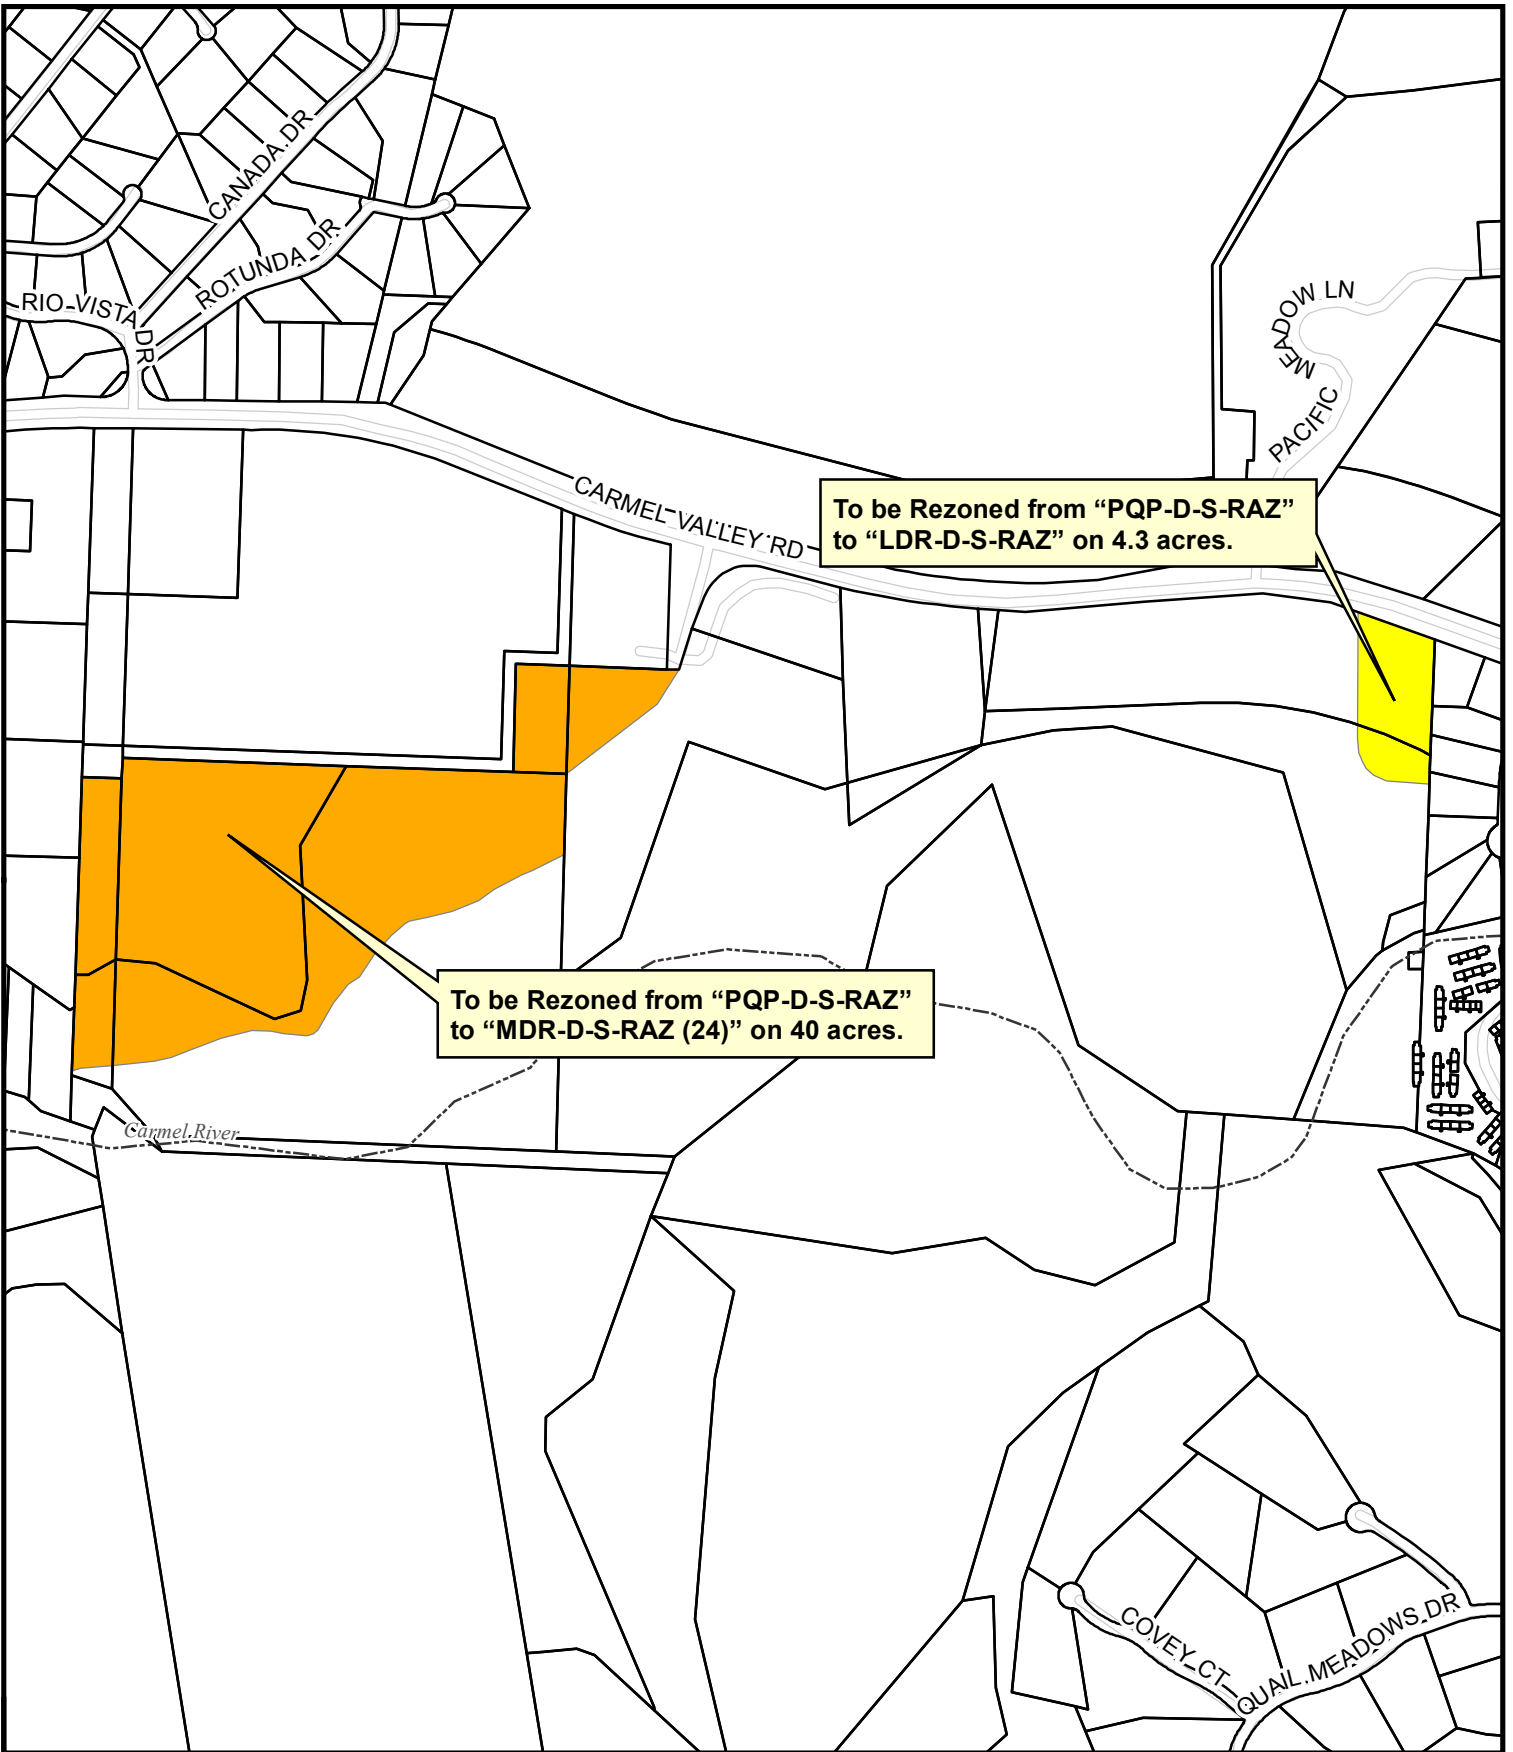 CANADA DR
ROTUNDA DR
RIO VISTA DR
MEADOW LN
PACIFIC
CARMEL VALLEY RD
To be Rezoned from “PQP-D-S-RAZ”
to “LDR-D-S-RAZ” on 4.3 acres.
To be Rezoned from “PQP-D-S-RAZ”
to “MDR-D-S-RAZ (24)” on 40 acres.
Carmel River
COVEY CT
QUAIL MEADOWS DR